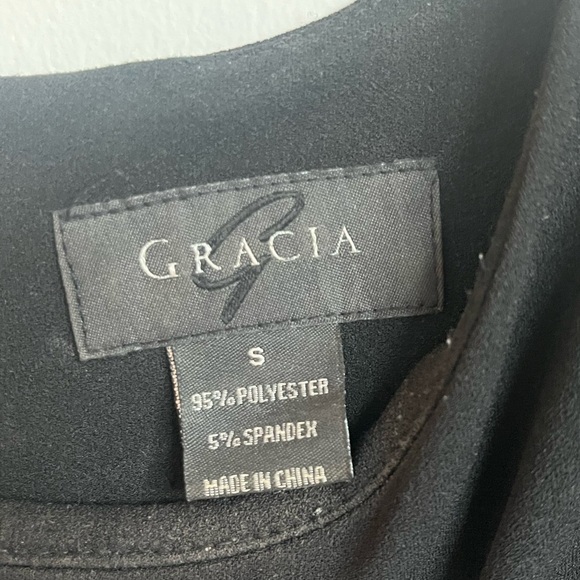 GRACIA
G
S
95% POLYESTER
5% SPANDEX
MADE IN CHINA